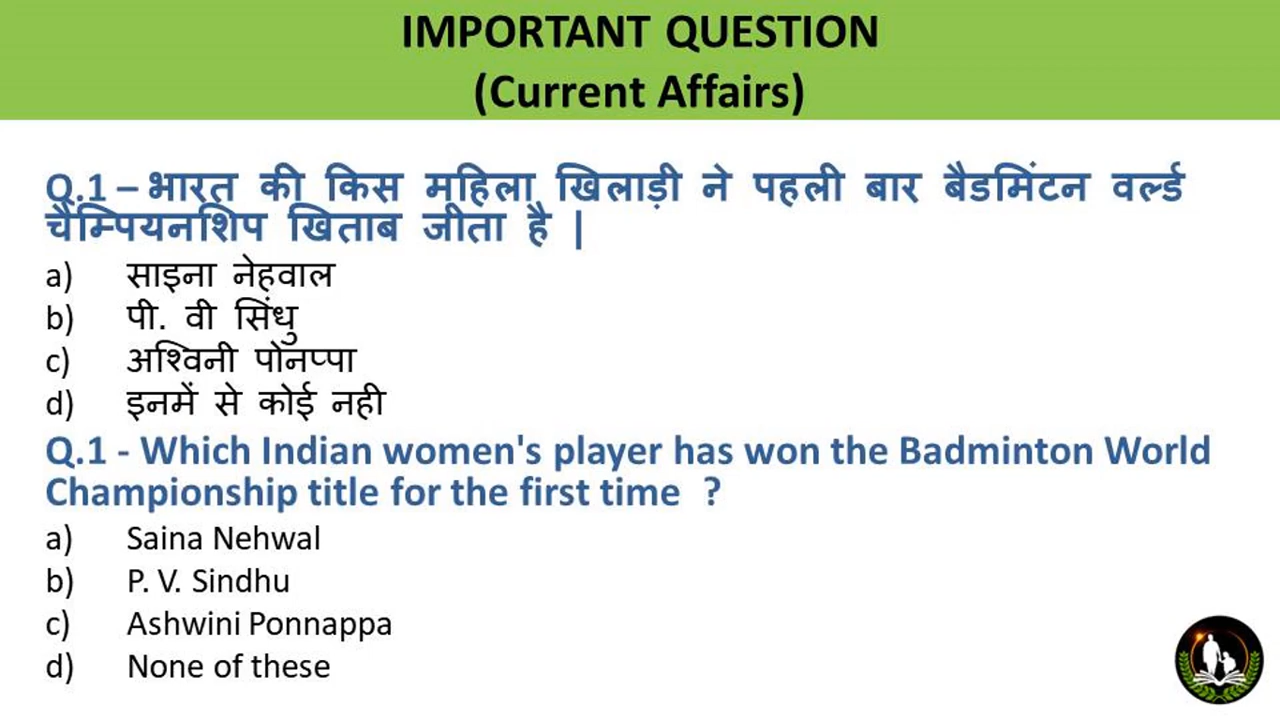 IMPORTANT QUESTION
(Current Affairs)
Q.1 – भारत की किस महिला खिलाड़ी ने पहली बार बैडमिंटन वर्ल्ड
चैम्पियनशिप खिताब जीता है |
a) साइना नेहवाल
b) पी. वी सिंधु
c) अश्विनी पोनप्पा
d) इनमें से कोई नही
Q.1 - Which Indian women's player has won the Badminton World
Championship title for the first time ?
a) Saina Nehwal
b) P. V. Sindhu
c) Ashwini Ponnappa
d) None of these